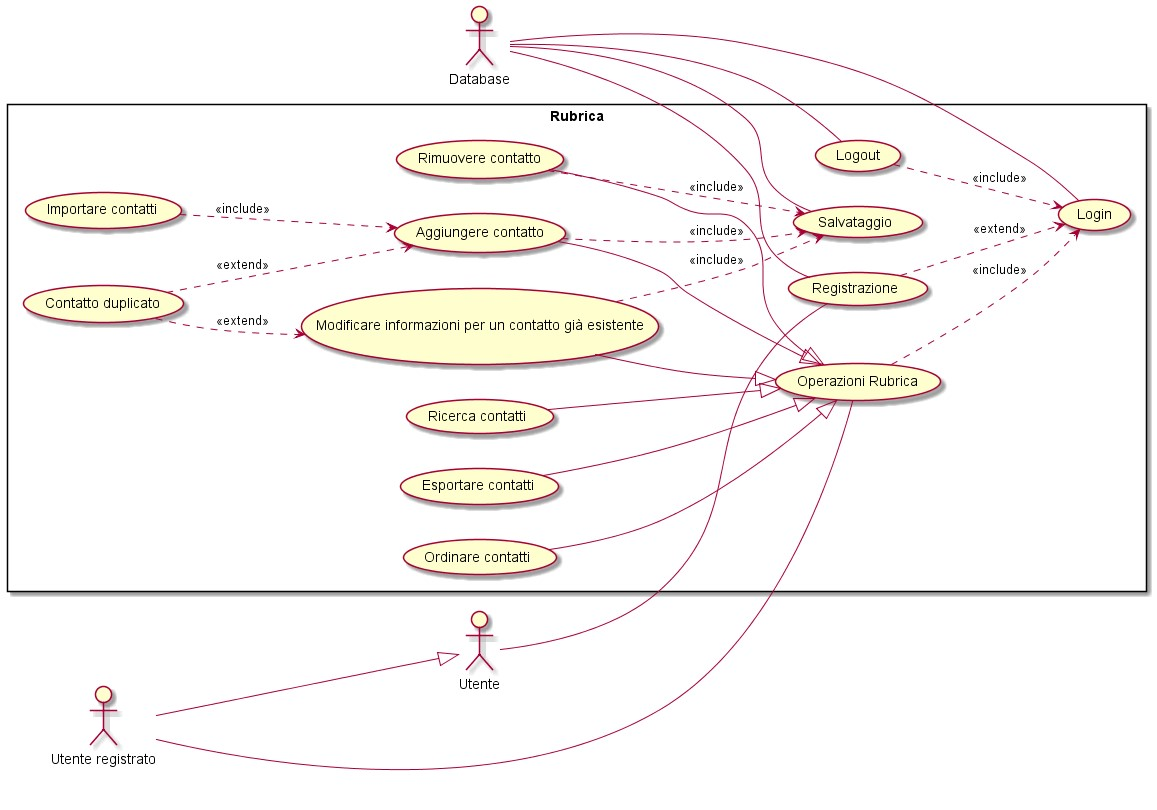 Database
Rubrica
Rimuovere contatto
Logout
«include»
«include»
Importare contatti
«include»
Aggiungere contatto
«include»
Salvataggio
Login
«extend»
«extend»
«include»
«include»
Contatto duplicato
«extend»
Modificare informazioni per un contatto già esistente
Registrazione
Operazioni Rubrica
Ricerca contatti
Esportare contatti
Ordinare contatti
Utente
Utente registrato